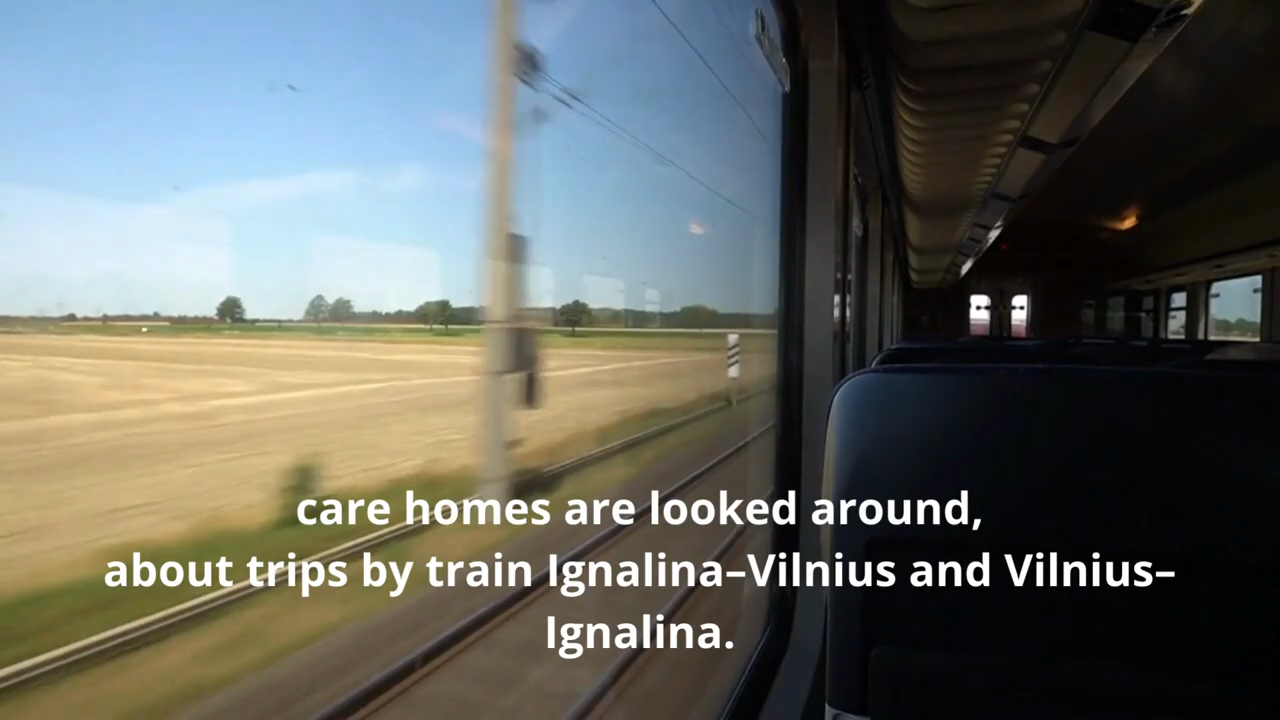 care homes are looked around,
about trips by train Ignalina–Vilnius and Vilnius–
Ignalina.